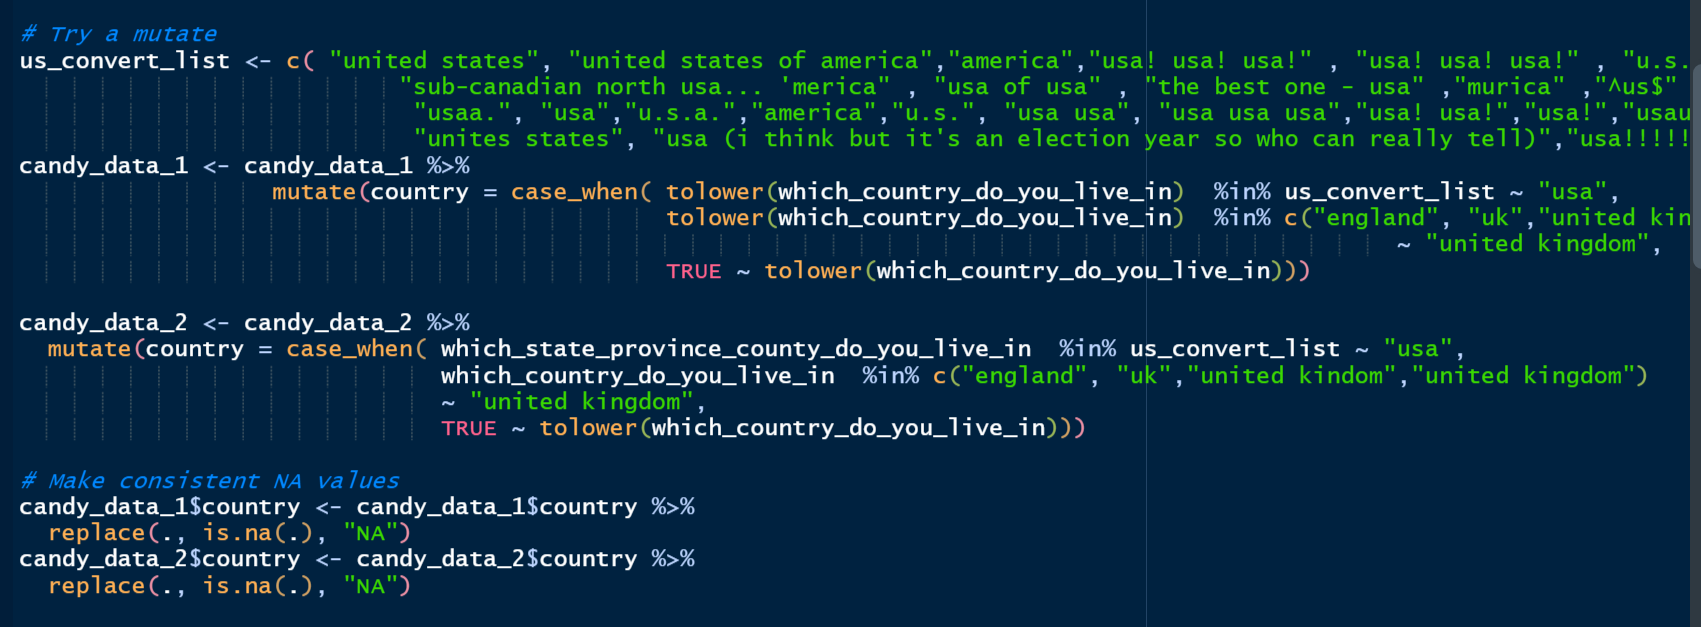 # Try a mutate
us_convert_list <- c( "united states", "united states of america","america","usa! usa! usa!" , "usa! usa! usa!" , "u.s.
"sub-canadian north usa... 'merica" , "usa of usa" , "the best one - usa" ,"murica" ,"^us$"
"usaa.", "usa","u.s.a.","america","u.s.", "usa usa", "usa usa usa","usa! usa!","usa!","usau
"unites states", "usa (i think but it's an election year so who can really tell)","usa!!!!!
candy_data_1 <- candy_data_1 %>%
mutate(country = case_when( tolower(which_country_do_you_live_in)  %in% us_convert_list ~ "usa",
tolower(which_country_do_you_live_in)  %in% c("england", "uk","united kin
~ "united kingdom",
TRUE ~ tolower(which_country_do_you_live_in)))
candy_data_2 <- candy_data_2 %>%
mutate(country = case_when( which_state_province_county_do_you_live_in  %in% us_convert_list ~ "usa",
which_country_do_you_live_in  %in% c("england", "uk","united kindom","united kingdom")
~ "united kingdom",
TRUE ~ tolower(which_country_do_you_live_in)))
# Make consistent NA values
candy_data_1$country <- candy_data_1$country %>%
replace(., is.na(.), "NA")
candy_data_2$country <- candy_data_2$country %>%
replace(., is.na(.), "NA")